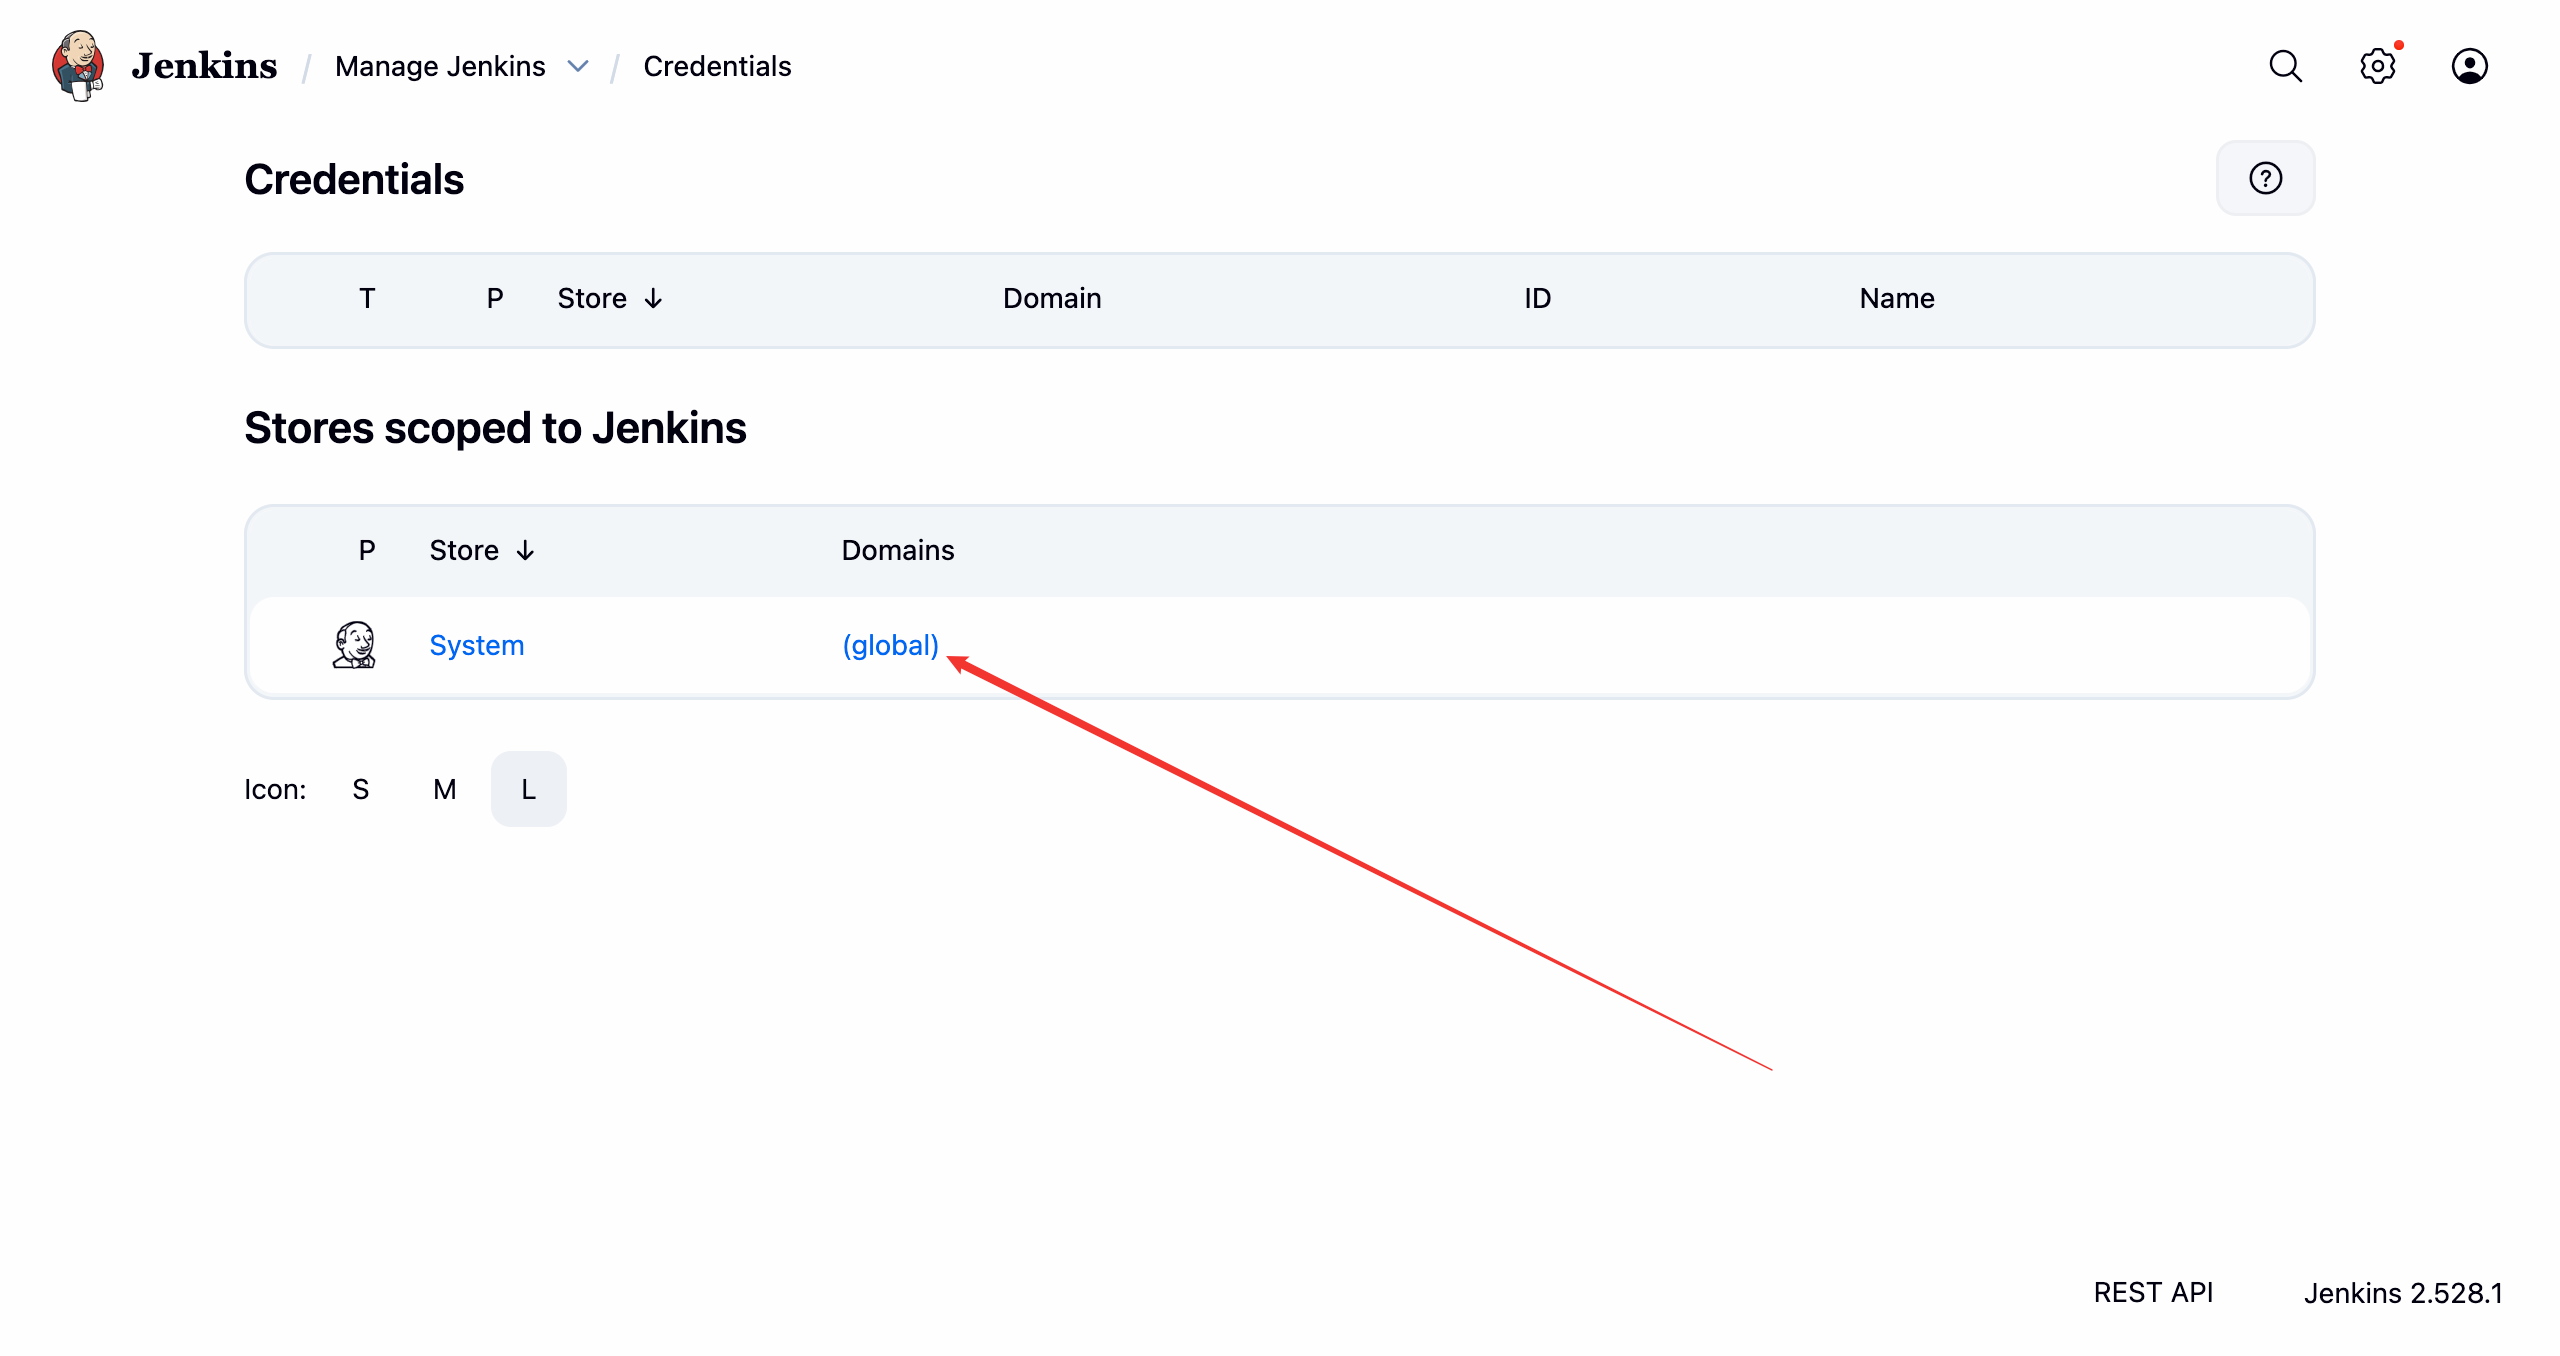 Jenkins / Manage Jenkins / Credentials
Credentials
T P Store ↓ Domain ID Name
Stores scoped to Jenkins
P Store ↓ Domains
System (global)
Icon: S M L
REST API Jenkins 2.528.1